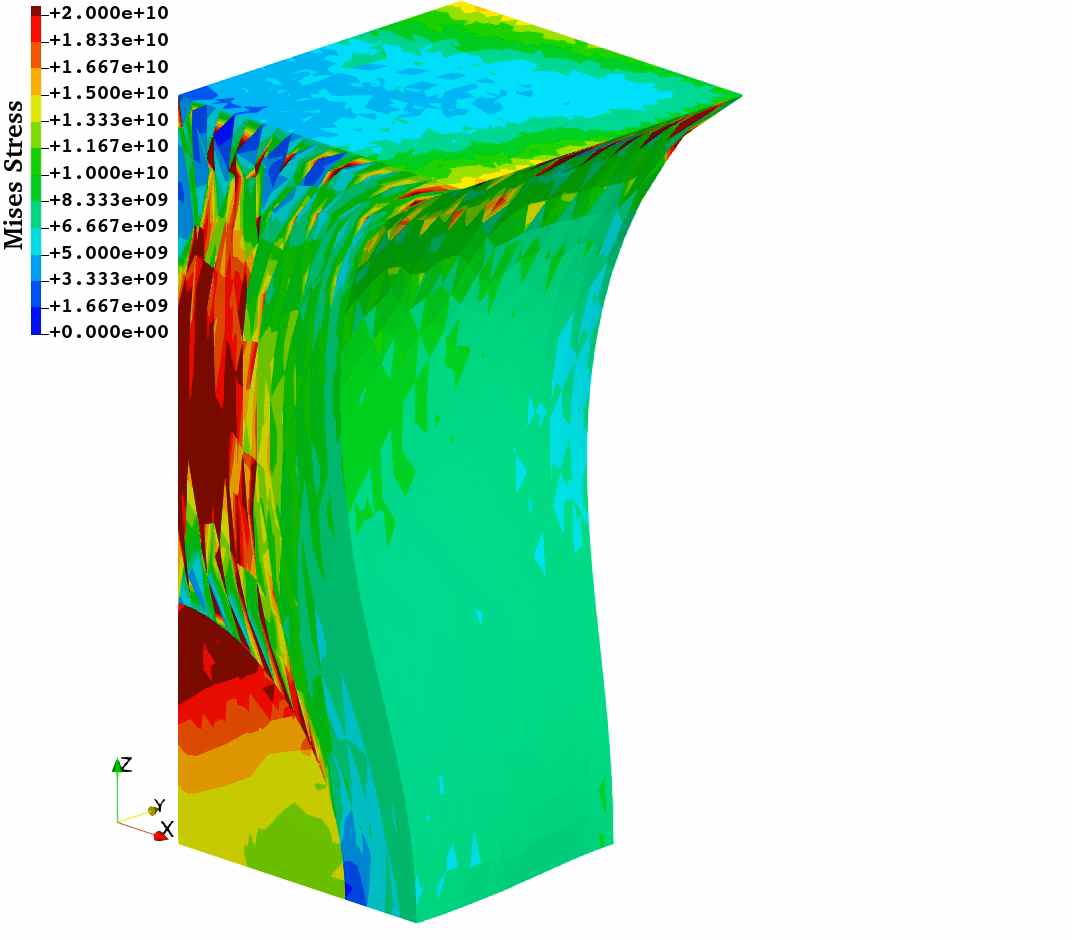 +2.000e+10
+1.833e+10
+1.667e+10
+1.500e+10
+1.333e+10
+1.167e+10
+1.000e+10
+8.333e+09
+6.667e+09
+5.000e+09
+3.333e+09
+1.667e+09
+0.000e+00
Mises Stress
Z
Y
X